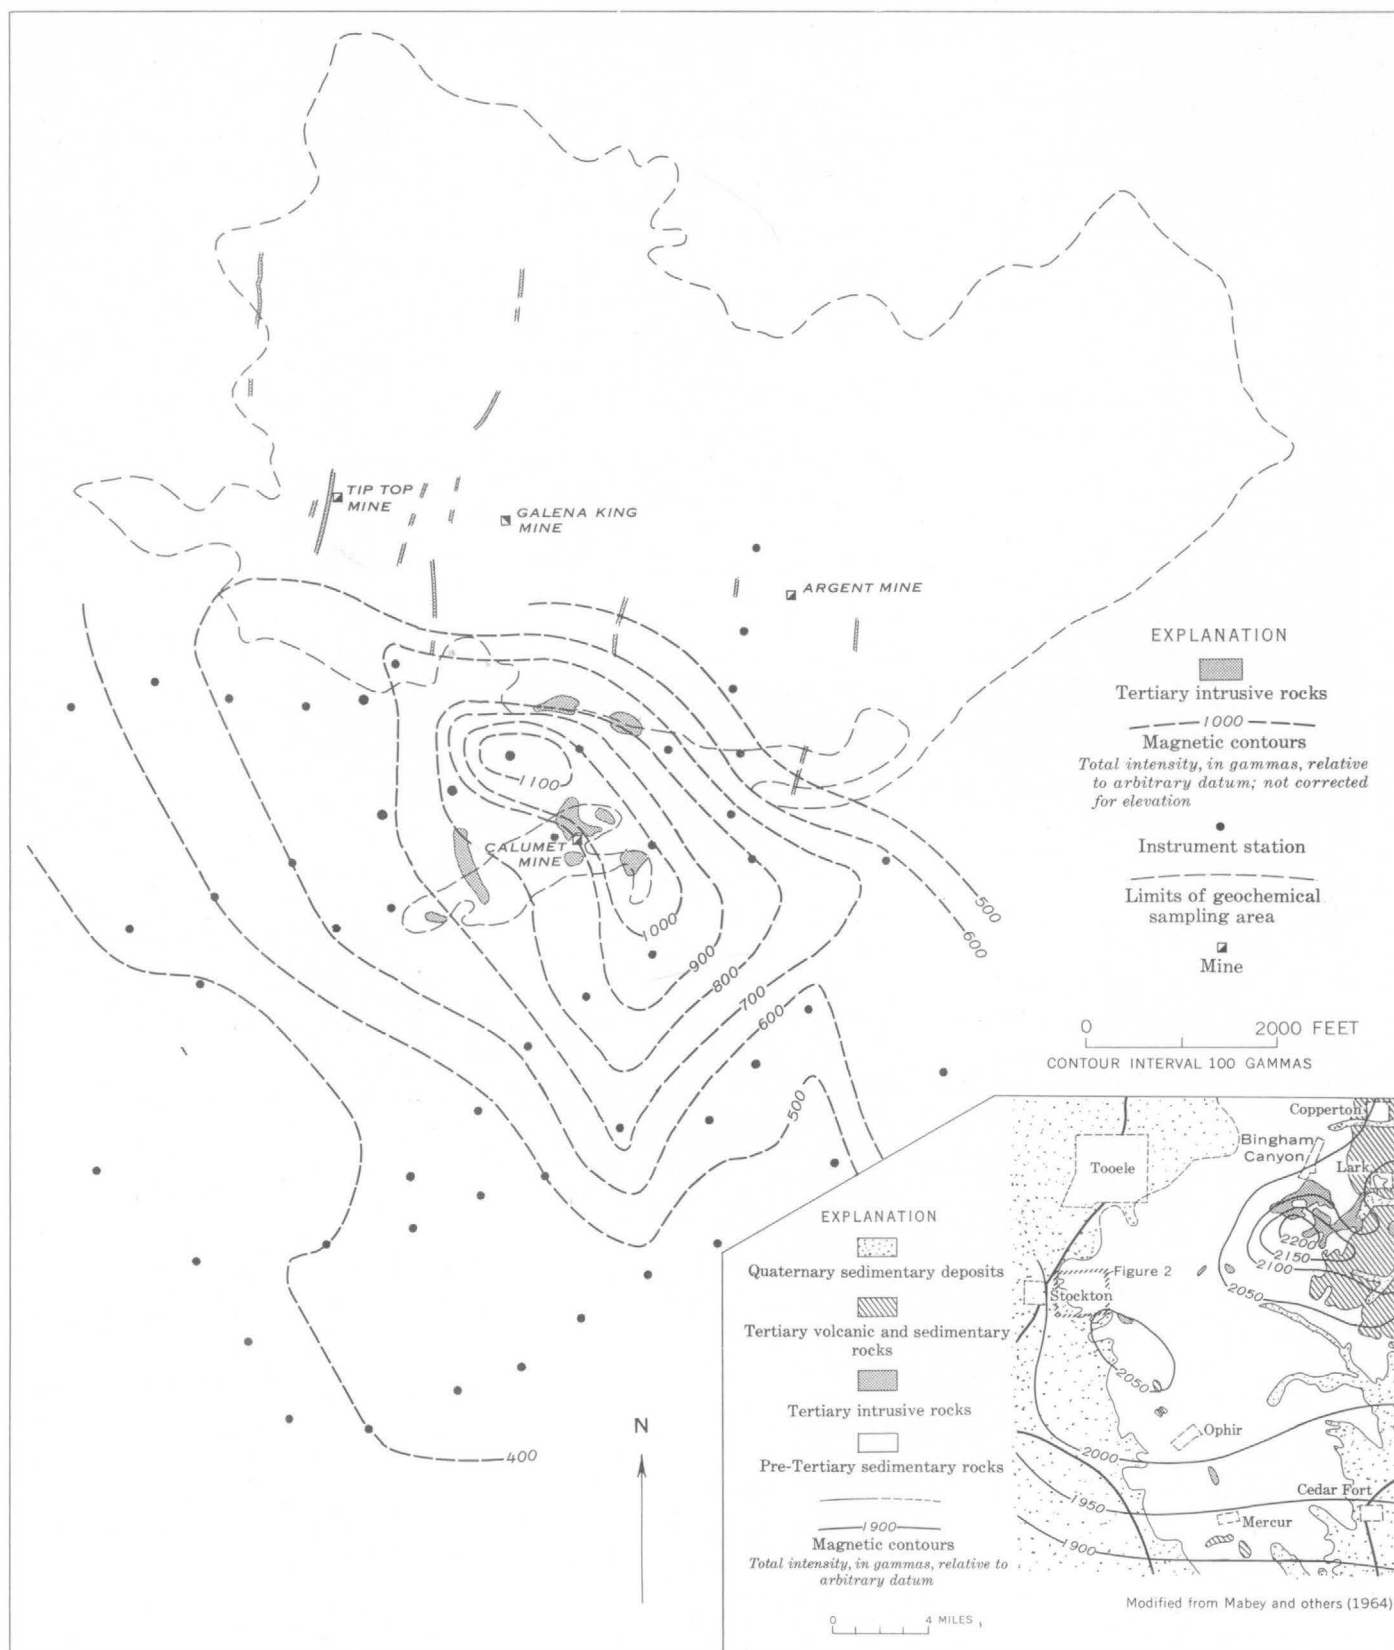 TIP TOP
MINE
GALENA KING
MINE
ARGENT MINE
EXPLANATION
Tertiary intrusive rocks
1000
Magnetic contours
Total intensity, in gammas, relative
to arbitrary datum; not corrected
for elevation
Instrument station
Limits of geochemical
sampling area
Mine
0 2000 FEET
CONTOUR INTERVAL 100 GAMMAS
1100
CALUMET
MINE
1000
900
800
700
600
500
500
600
400
N
EXPLANATION
Quaternary sedimentary deposits
Tertiary volcanic and sedimentary
rocks
Tertiary intrusive rocks
Pre-Tertiary sedimentary rocks
1900
Magnetic contours
Total intensity, in gammas, relative to
arbitrary datum
0 4 MILES
Copperton
Bingham
Canyon
Lark
Tooele
2200
2150
2100
2050
Figure 2
Stockton
2050
Ophir
2000
Cedar Fort
1950
Mercur
1900
Modified from Mabey and others (1964)